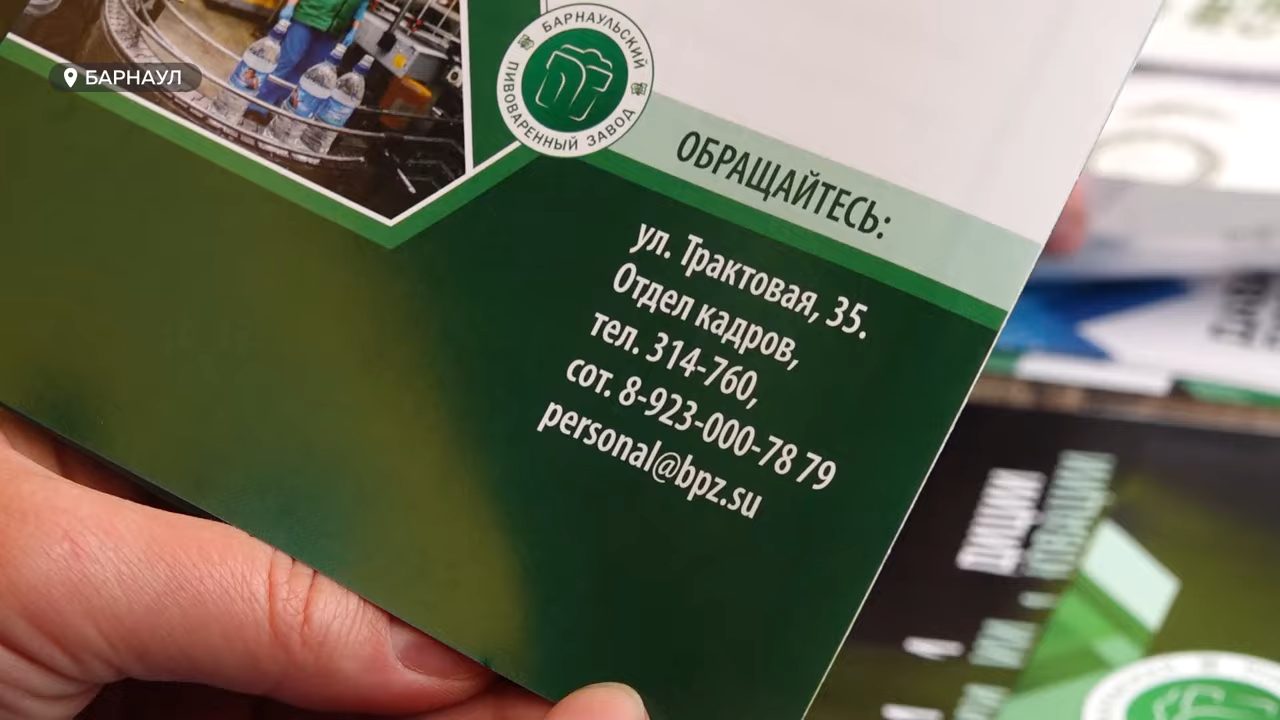 БАРНАУЛ
БАРНАУЛЬСКИЙ
ПИВОВАРЕННЫЙ ЗАВОД
ОБРАЩАЙТЕСЬ:
ул. Трактовая, 35.
Отдел кадров,
тел. 314-760,
сот. 8-923-000-78 79
personal@bpz.su